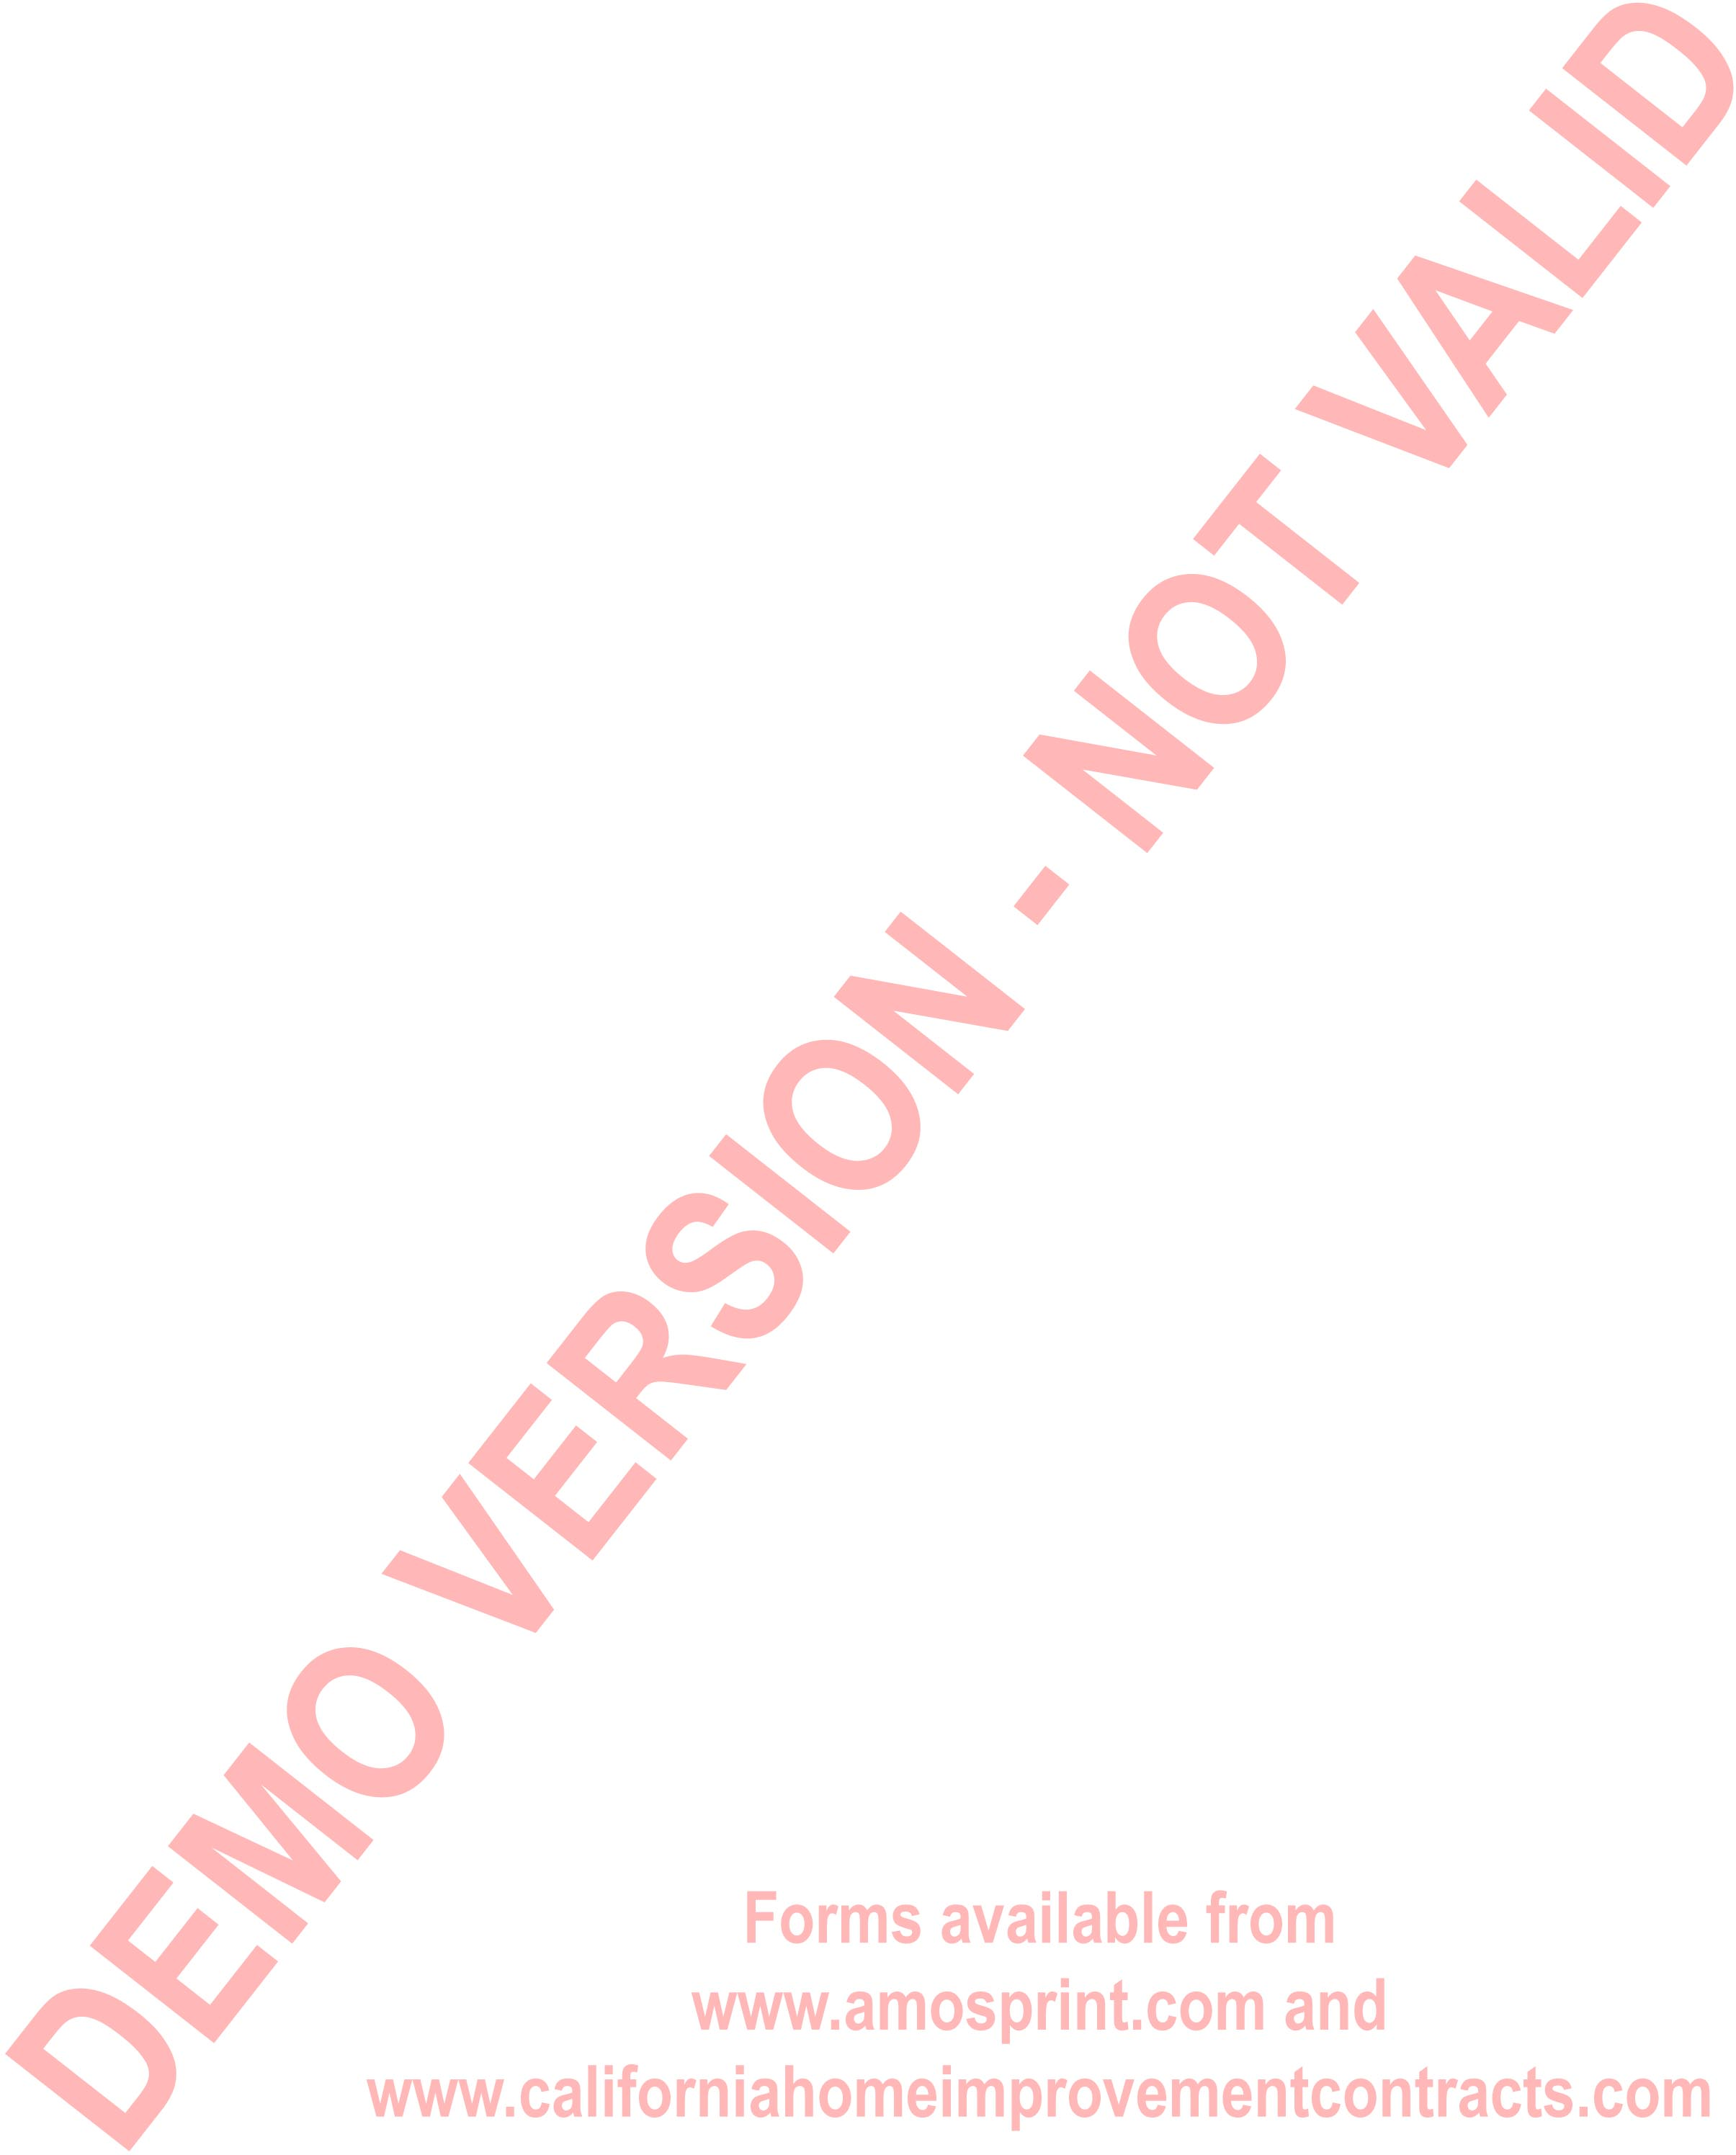 DEMO VERSION - NOT VALID
Forms available from
www.amosprint.com and
www.californiahomeimprovementcontracts.com